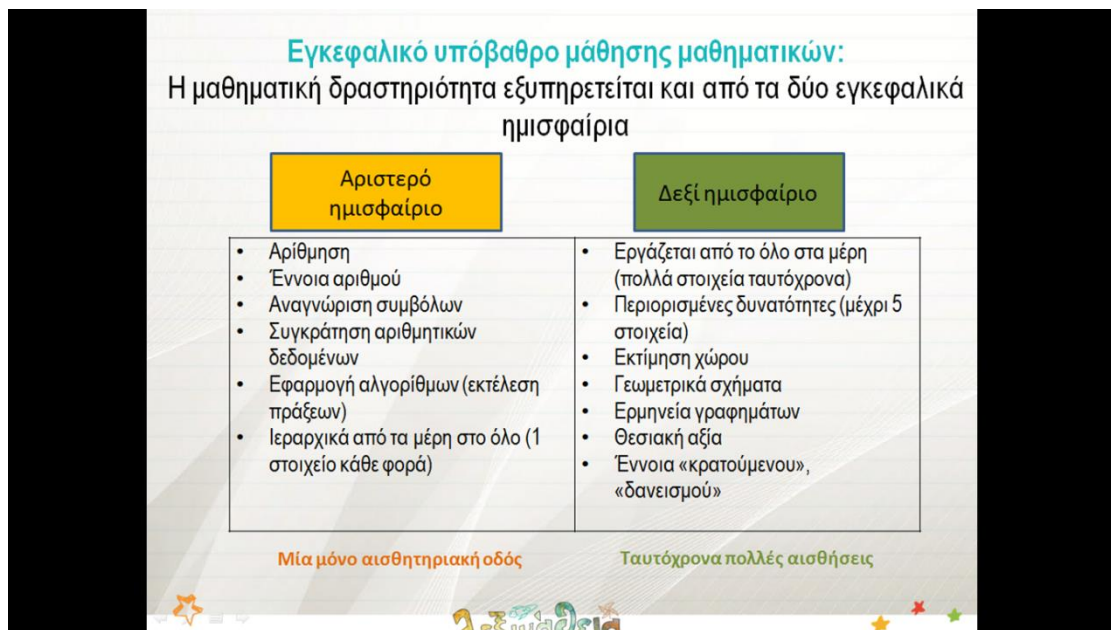 Εγκεφαλικό υπόβαθρο μάθησης μαθηματικών:
Η μαθηματική δραστηριότητα εξυπηρετείται και από τα δύο εγκεφαλικά
ημισφαίρια
Αριστερό
ημισφαίριο
• Αρίθμηση
• Έννοια αριθμού
• Αναγνώριση συμβόλων
• Συγκράτηση αριθμητικών
δεδομένων
• Εφαρμογή αλγορίθμων (εκτέλεση
πράξεων)
• Ιεραρχικά από τα μέρη στο όλο (1
στοιχείο κάθε φορά)
Μία μόνο αισθητηριακή οδός
Δεξί ημισφαίριο
• Εργάζεται από το όλο στα μέρη
(πολλά στοιχεία ταυτόχρονα)
• Περιορισμένες δυνατότητες (μέχρι 5
στοιχεία)
• Εκτίμηση χώρου
• Γεωμετρικά σχήματα
• Ερμηνεία γραφημάτων
• Θεσιακή αξία
• Έννοια «κρατούμενου»,
«δανεισμού»
Ταυτόχρονα πολλές αισθήσεις